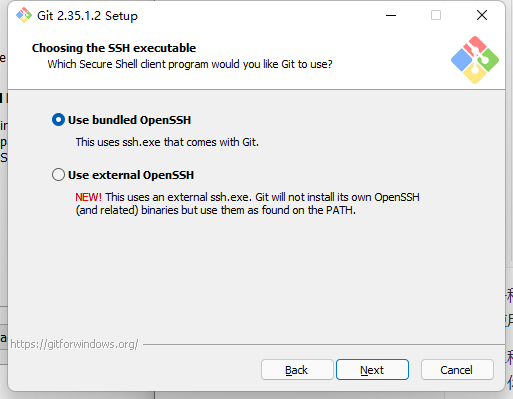 Git 2.35.1.2 Setup
Choosing the SSH executable
Which Secure Shell client program would you like Git to use?
Use bundled OpenSSH
This uses ssh.exe that comes with Git.
Use external OpenSSH
NEW! This uses an external ssh.exe. Git will not install its own OpenSSH
(and related) binaries but use them as found on the PATH.
https://gitforwindows.org/
Back
Next
Cancel